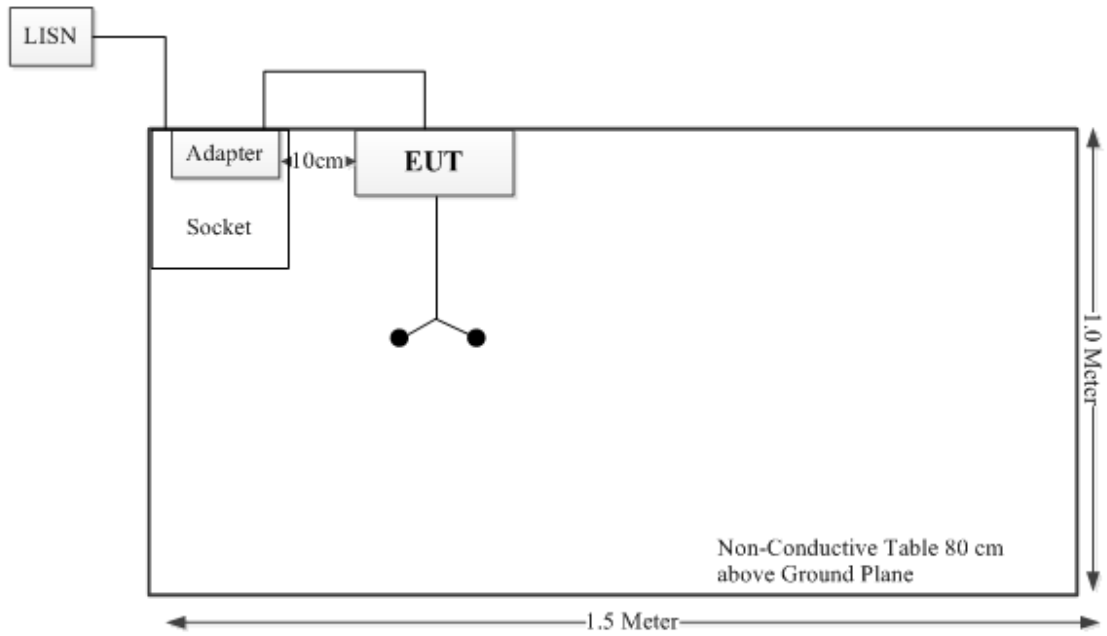 LISN
Adapter
10cm
EUT
Socket
1.0 Meter
Non-Conductive Table 80 cm
above Ground Plane
1.5 Meter